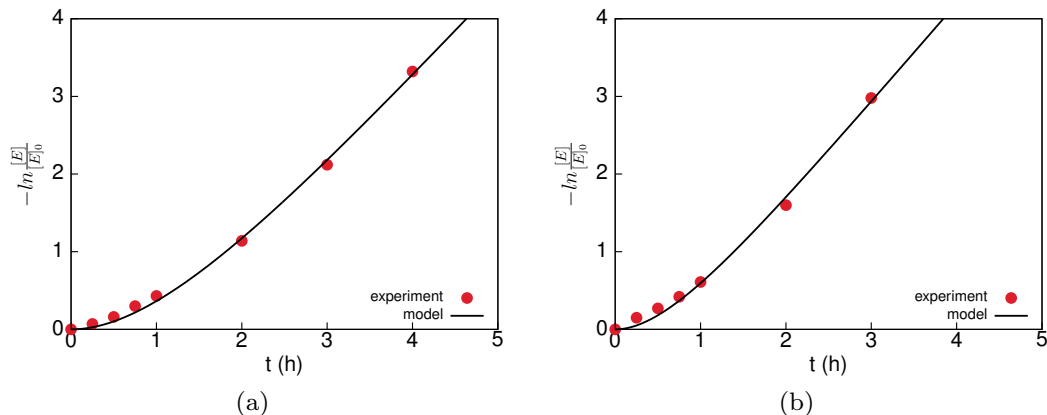 4
3
2
1
0
0 1 2 3 4 5
t (h)
−ln [E]/[E]₀
experiment
model
(a)
4
3
2
1
0
0 1 2 3 4 5
t (h)
−ln [E]/[E]₀
experiment
model
(b)